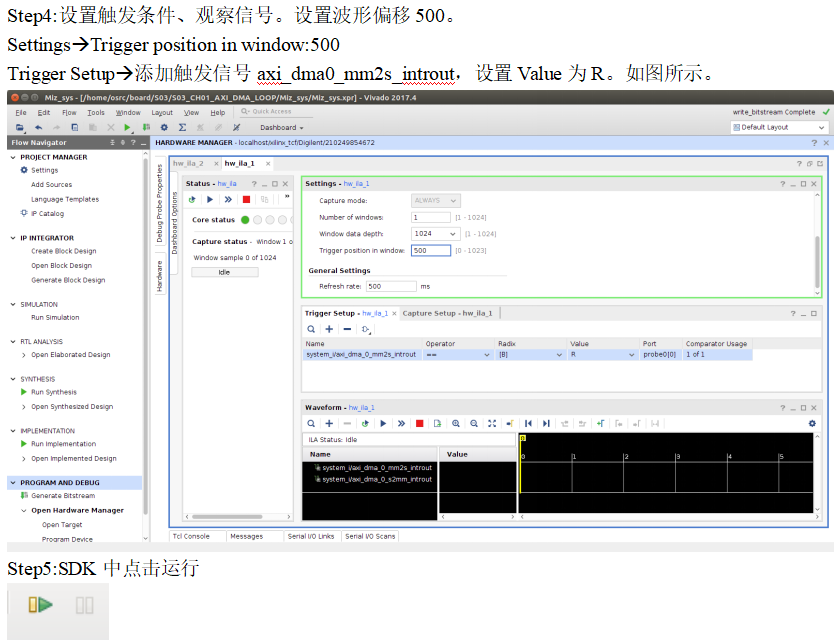 Step4:设置触发条件、观察信号。设置波形偏移 500。
Settings→Trigger position in window:500
Trigger Setup→添加触发信号 axi_dma0_mm2s_introut，设置 Value 为 R。如图所示。
Miz_sys - [/home/osrc/board/S03/S03_CH01_AXI_DMA_LOOP/Miz_sys/Miz_sys.xpr] - Vivado 2017.4
File Edit Flow Tools Window Layout View Help Quick Access write_bitstream Complete
Dashboard Default Layout
Flow Navigator
HARDWARE MANAGER - localhost/xilinx_tcf/Digilent/210249854672
PROJECT MANAGER
Settings
Add Sources
Language Templates
IP Catalog
IP INTEGRATOR
Create Block Design
Open Block Design
Generate Block Design
SIMULATION
Run Simulation
RTL ANALYSIS
Open Elaborated Design
SYNTHESIS
Run Synthesis
Open Synthesized Design
IMPLEMENTATION
Run Implementation
Open Implemented Design
PROGRAM AND DEBUG
Generate Bitstream
Open Hardware Manager
Open Target
Program Device
Debug Probe Properties
Hardware
Dashboard Options
hw_ila_2 hw_ila_1
Status - hw_ila
Core status
Capture status - Window 1 o
Window sample 0 of 1024
Idle
Settings - hw_ila_1
Capture mode: ALWAYS
Number of windows: 1 [1 - 1024]
Window data depth: 1024 [1 - 1024]
Trigger position in window: 500 [0 - 1023]
General Settings
Refresh rate: 500 ms
Trigger Setup - hw_ila_1 Capture Setup - hw_ila_1
Name Operator Radix Value Port Comparator Usage
system_i/axi_dma_0_mm2s_introut == [B] R probe0[0] 1 of 1
Waveform - hw_ila_1
ILA Status: Idle
Name Value
0
0 1 2 3 4 5
system_i/axi_dma_0_mm2s_introut
system_i/axi_dma_0_s2mm_introut
Tcl Console Messages Serial I/O Links Serial I/O Scans
Step5:SDK 中点击运行